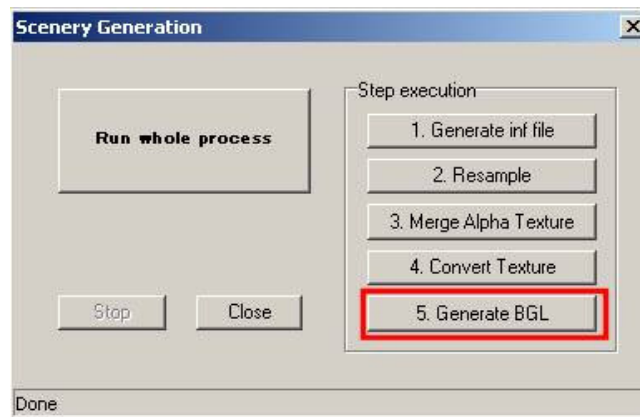 Scenery Generation
Step execution
Run whole process
1. Generate inf file
2. Resample
3. Merge Alpha Texture
4. Convert Texture
5. Generate BGL
Stop
Close
Done